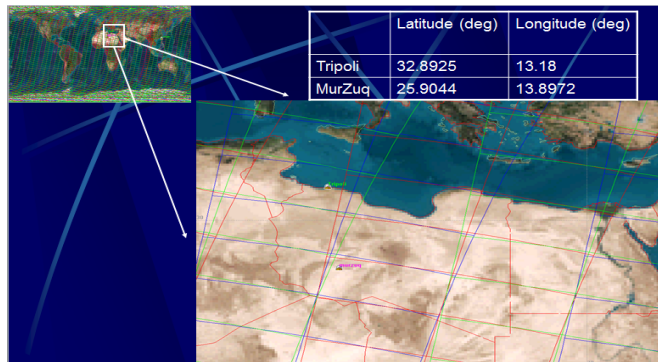 Latitude (deg) Longitude (deg)
Tripoli 32.8925 13.18
MurZuq 25.9044 13.8972